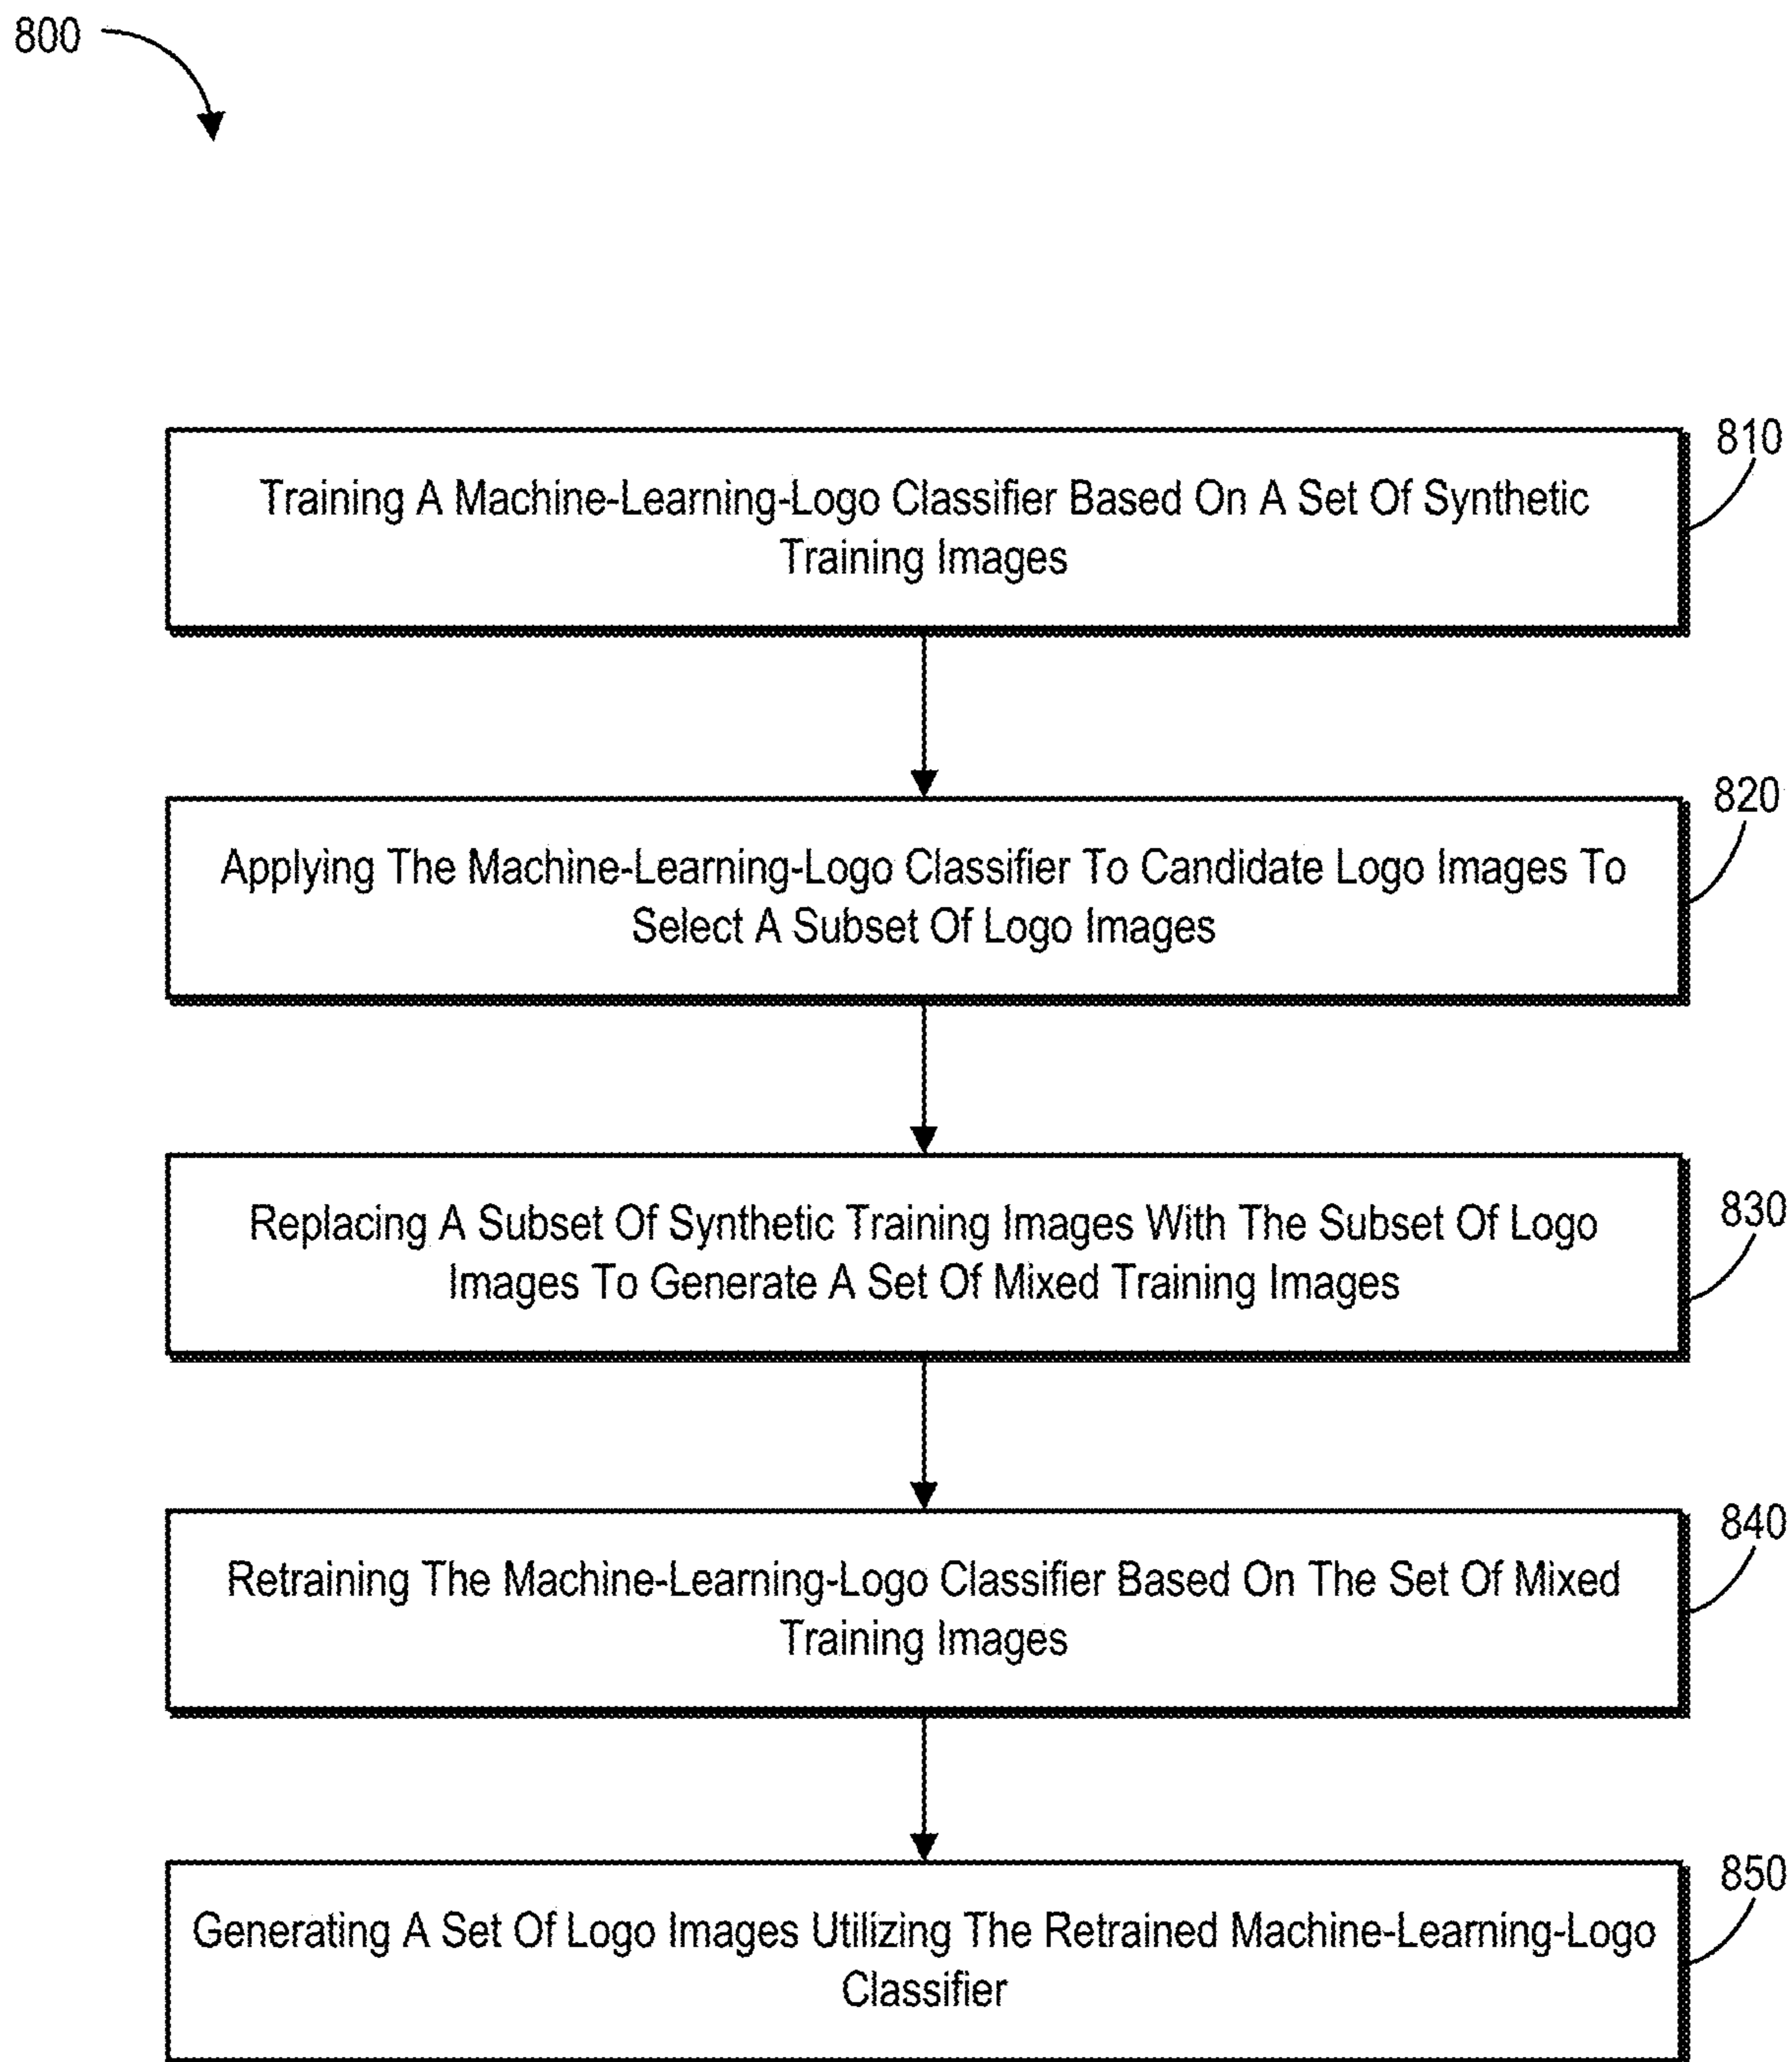 800
810
Training A Machine-Learning-Logo Classifier Based On A Set Of Synthetic
Training Images
820
Applying The Machine-Learning-Logo Classifier To Candidate Logo Images To
Select A Subset Of Logo Images
830
Replacing A Subset Of Synthetic Training Images With The Subset Of Logo
Images To Generate A Set Of Mixed Training Images
840
Retraining The Machine-Learning-Logo Classifier Based On The Set Of Mixed
Training Images
850
Generating A Set Of Logo Images Utilizing The Retrained Machine-Learning-Logo
Classifier